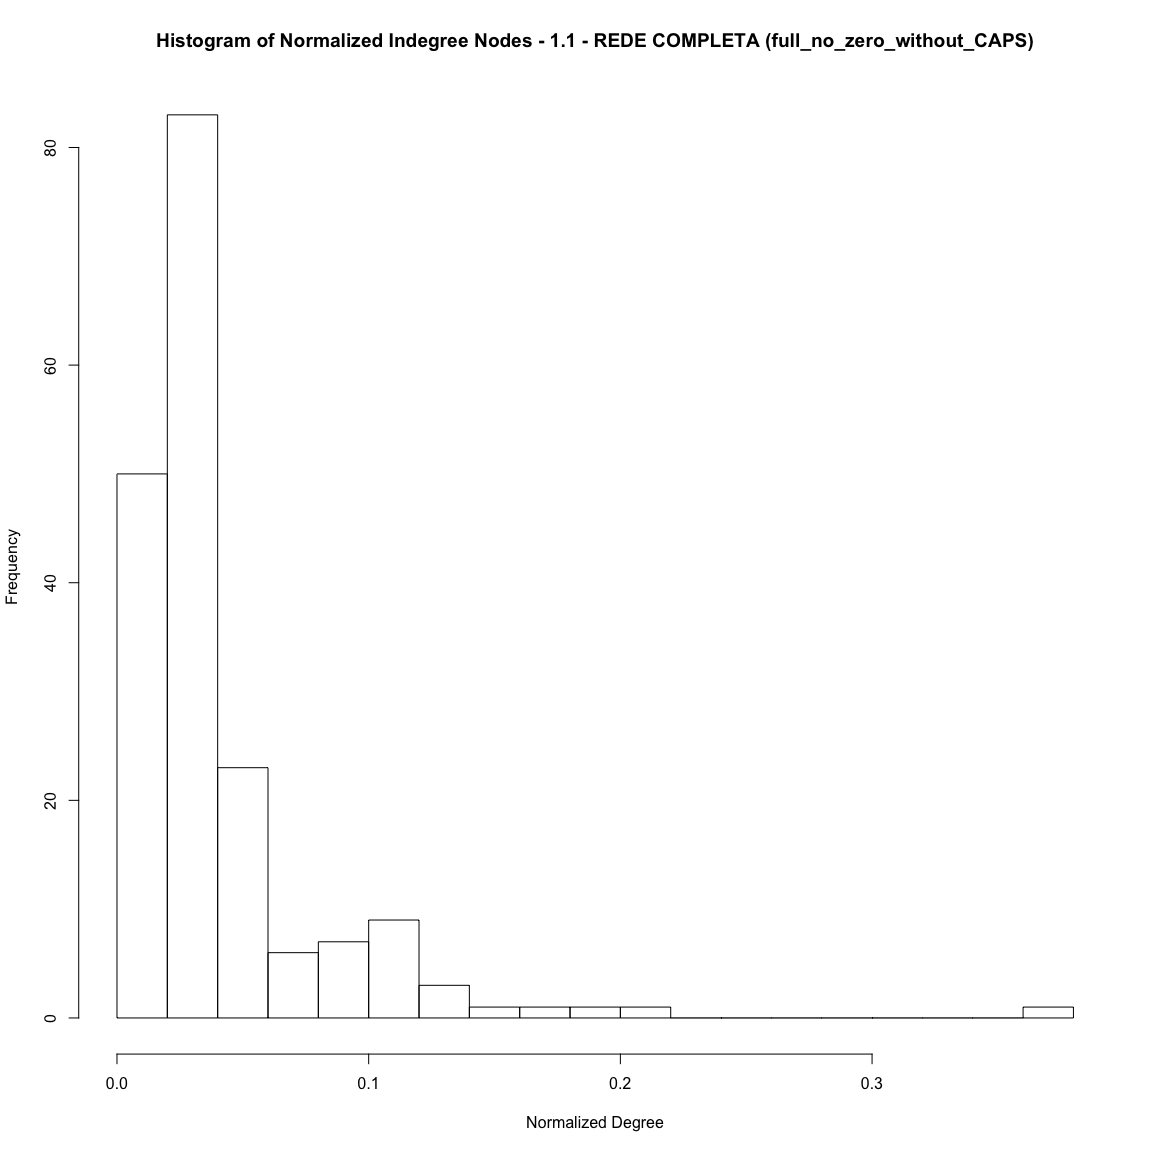 Histogram of Normalized Indegree Nodes - 1.1 - REDE COMPLETA (full_no_zero_without_CAPS)
80
60
40
20
0
Frequency
0.0 0.1 0.2 0.3
Normalized Degree